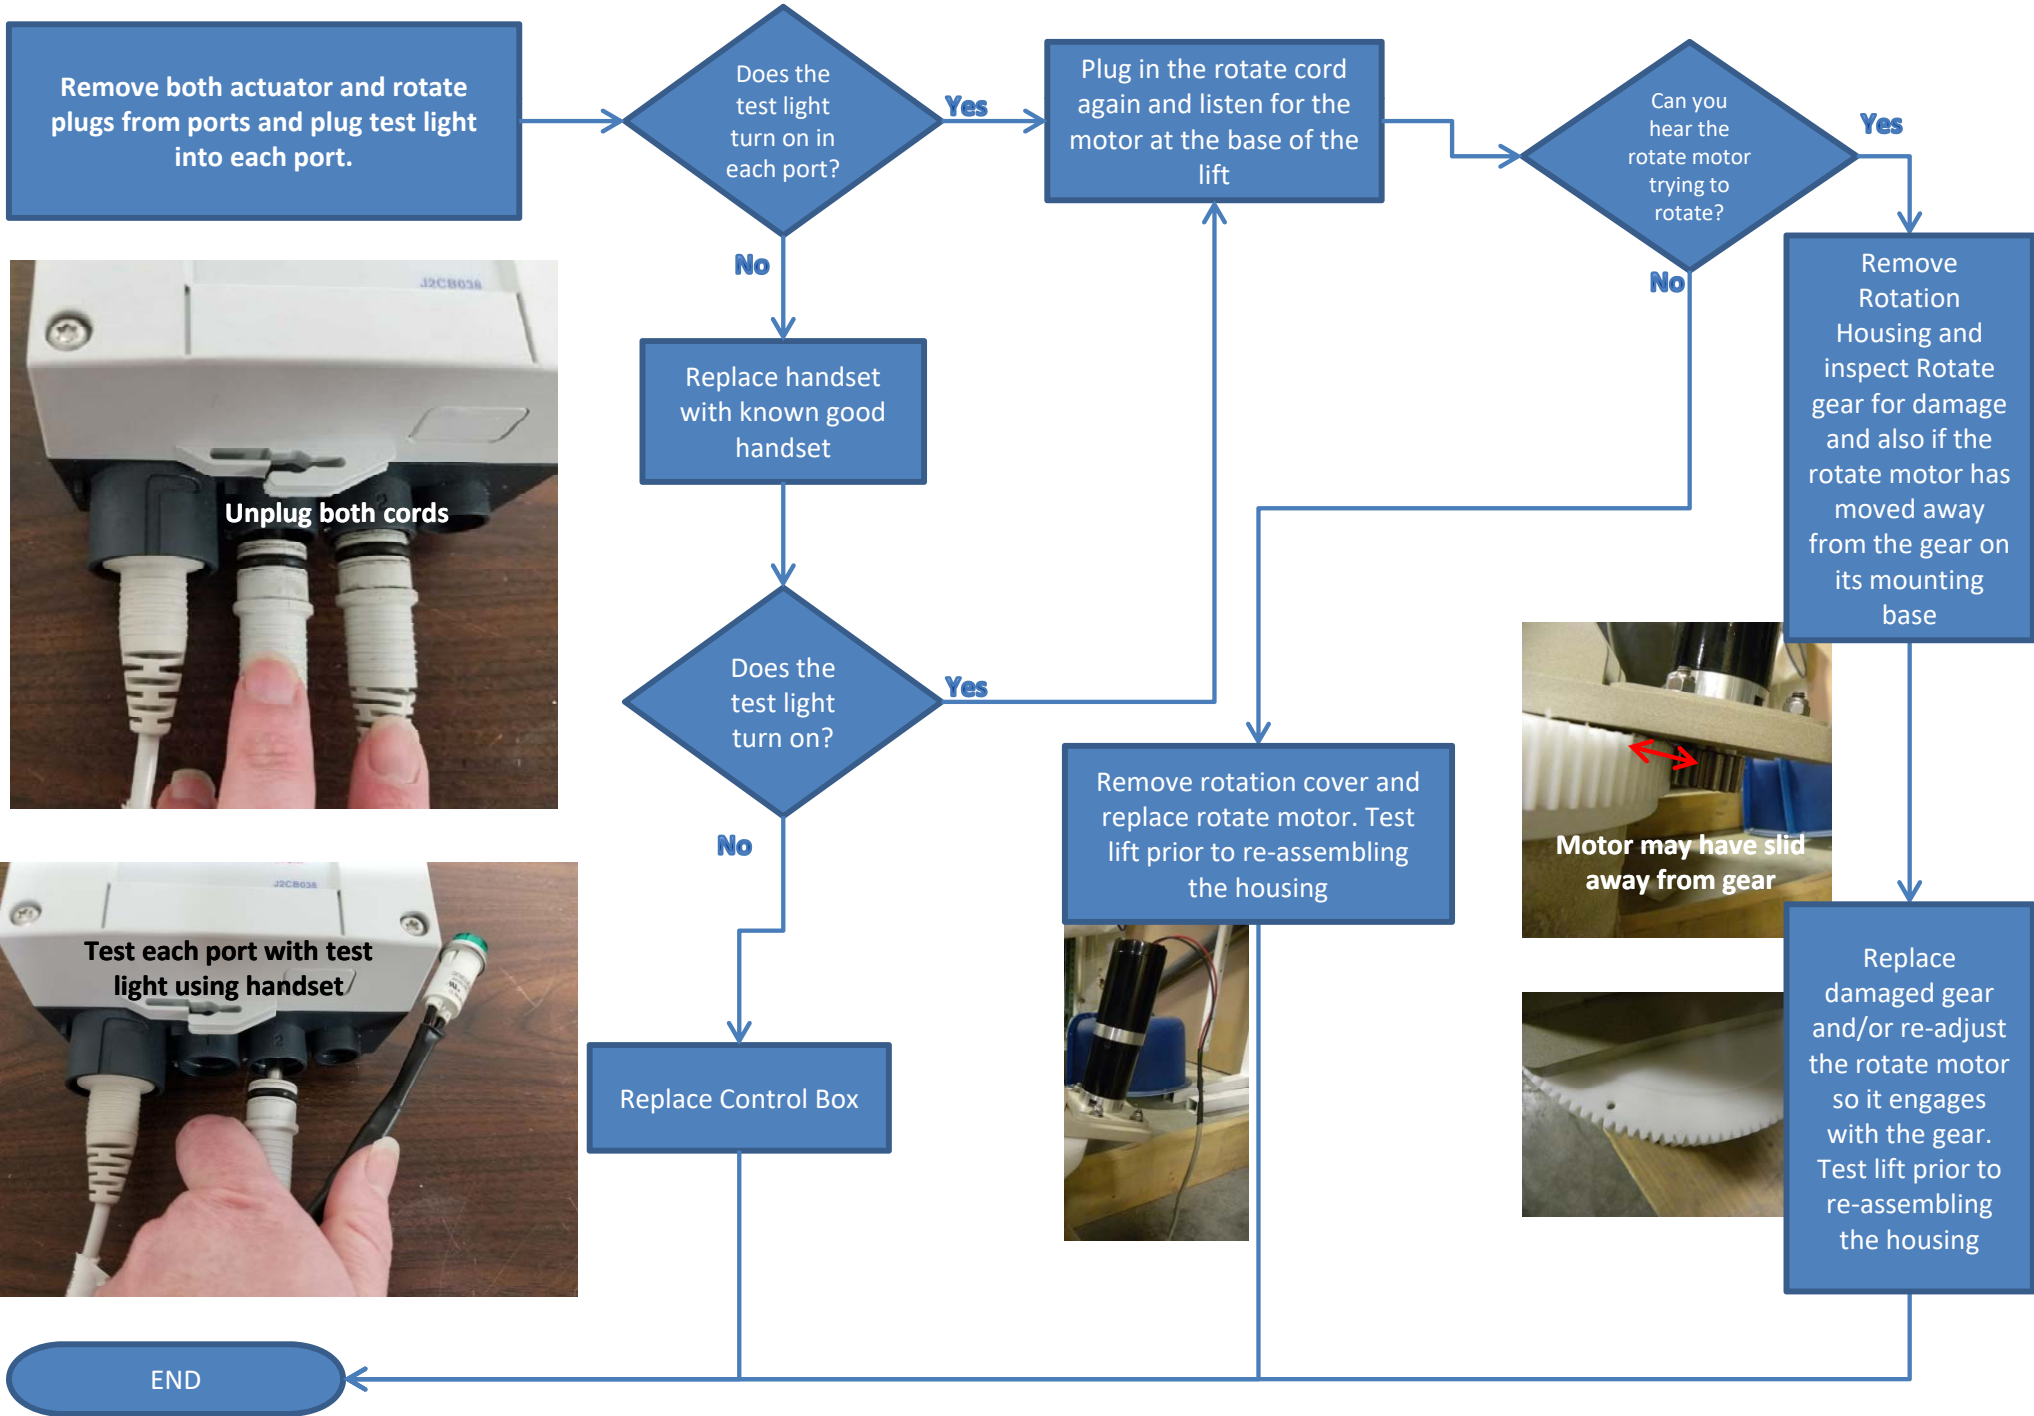 Remove both actuator and rotate
plugs from ports and plug test light
into each port.
Does the
test light
turn on in
each port?
Yes
Plug in the rotate cord
again and listen for the
motor at the base of the
lift
Can you
hear the
rotate motor
trying to
rotate?
Yes
No
No
Remove
Rotation
Housing and
inspect Rotate
gear for damage
and also if the
rotate motor has
moved away
from the gear on
its mounting
base
J2CB038
2
Unplug both cords
Replace handset
with known good
handset
Does the
test light
turn on?
Yes
No
Remove rotation cover and
replace rotate motor. Test
lift prior to re-assembling
the housing
Motor may have slid
away from gear
J2CB038
Test each port with test
light using handset
1
2
Replace Control Box
Replace
damaged gear
and/or re-adjust
the rotate motor
so it engages
with the gear.
Test lift prior to
re-assembling
the housing
END